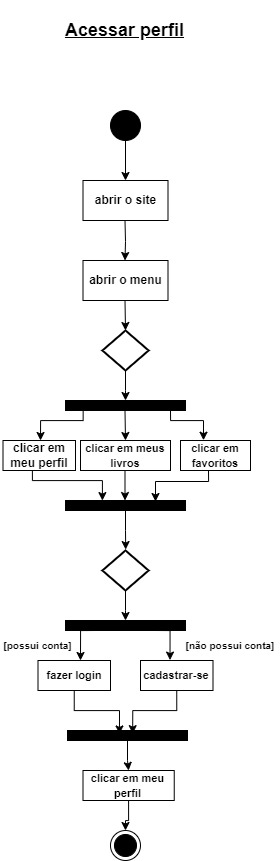 Acessar perfil
abrir o site
abrir o menu
clicar em
meu perfil
clicar em meus
livros
clicar em
favoritos
[possui conta]
[não possui conta]
fazer login
cadastrar-se
clicar em meu
perfil